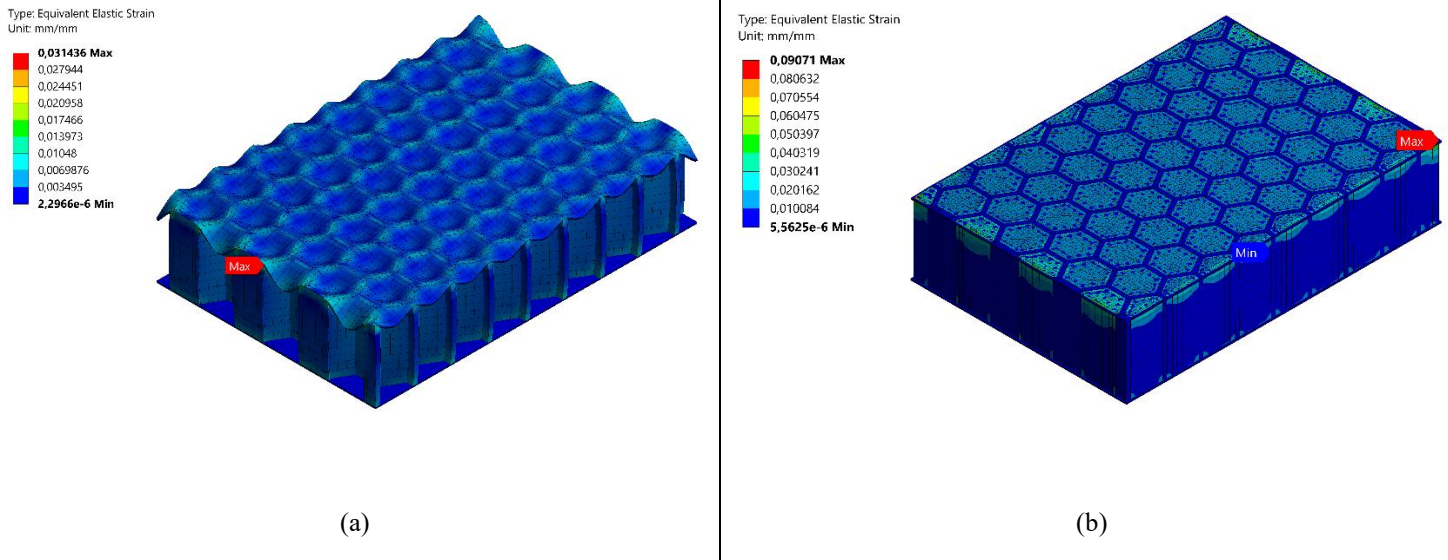 Type: Equivalent Elastic Strain
Unit: mm/mm
0,031436 Max
0,027944
0,024451
0,020958
0,017466
0,013973
0,01048
0,0069876
0,003495
2,2966e-6 Min
Max
(a)
Type: Equivalent Elastic Strain
Unit: mm/mm
0,09071 Max
0,080632
0,070554
0,060475
0,050397
0,040319
0,030241
0,020162
0,010084
5,5625e-6 Min
Max
Min
(b)